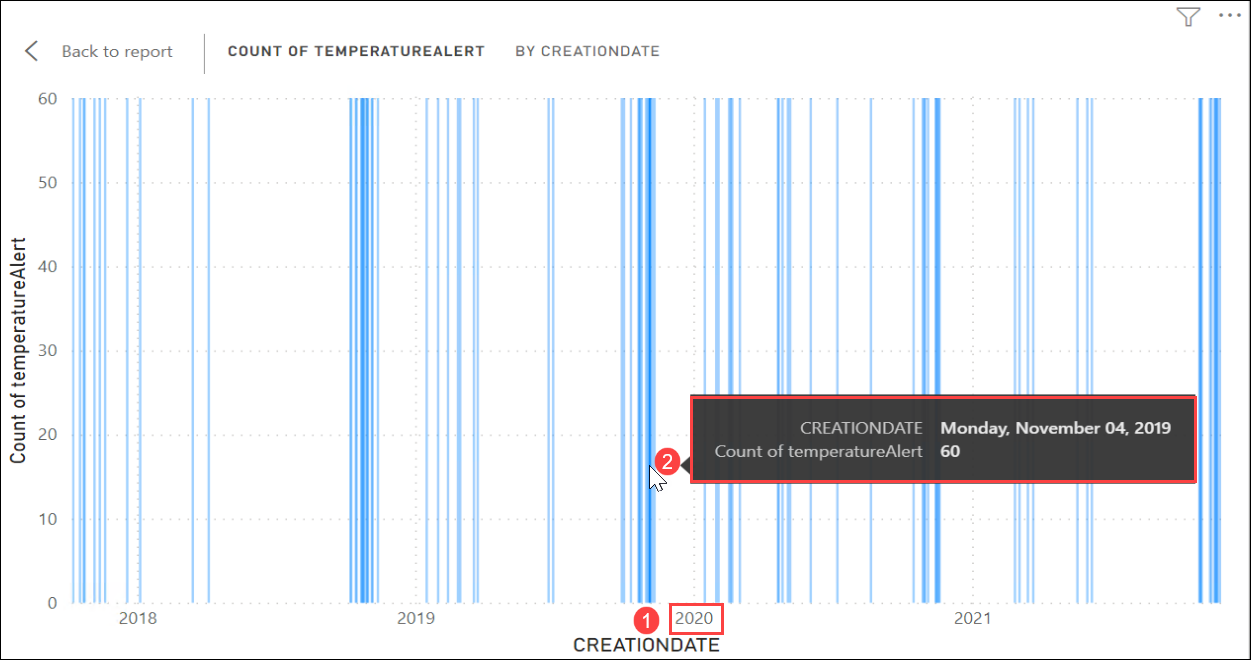 Back to report
COUNT OF TEMPERATUREALERT
BY CREATIONDATE
60
50
40
30
20
10
0
Count of temperatureAlert
CREATIONDATE Monday, November 04, 2019
Count of temperatureAlert 60
2
2018
2019
1
2020
2021
CREATIONDATE